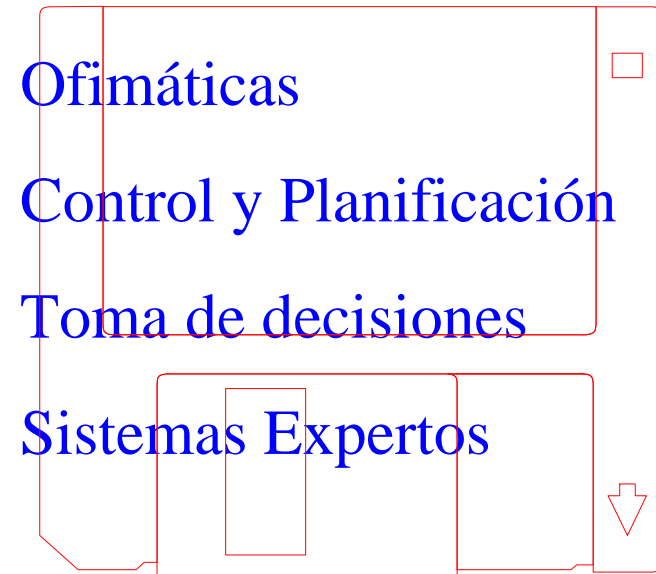 Ofimáticas
Control y Planificación
Toma de decisiones
Sistemas Expertos